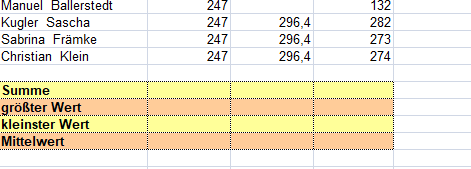 Manuel Ballerstedt 247 132
Kugler Sascha 247 296,4 282
Sabrina Främke 247 296,4 273
Christian Klein 247 296,4 274
Summe
größter Wert
kleinster Wert
Mittelwert